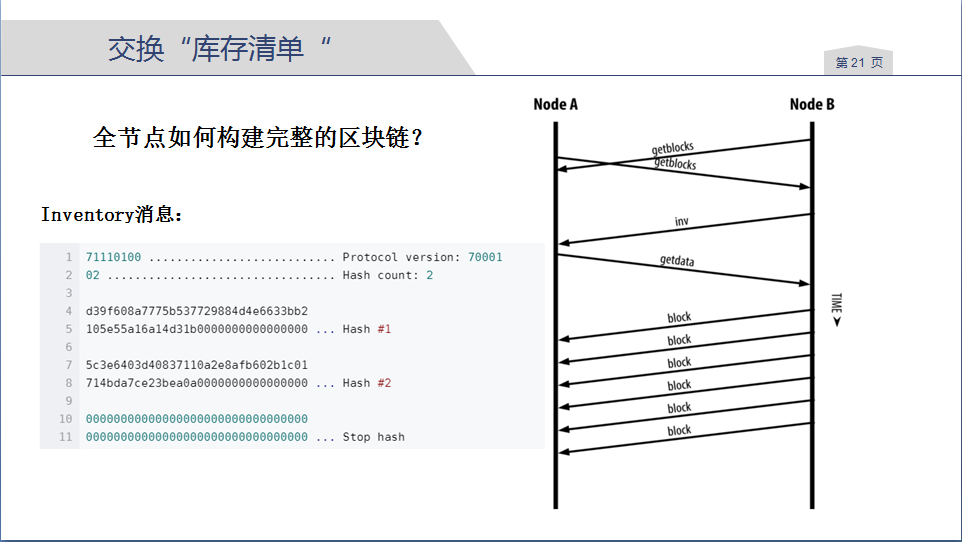 交换“库存清单“
第 21 页
全节点如何构建完整的区块链？
Inventory消息：
1 71110100 ........................... Protocol version: 70001
2 02 ................................. Hash count: 2
3
4 d39f608a7775b537729884d4e6633bb2
5 105e55a16a14d31b0000000000000000 ... Hash #1
6
7 5c3e6403d40837110a2e8afb602b1c01
8 714bda7ce23bea0a0000000000000000 ... Hash #2
9
10 00000000000000000000000000000000
11 00000000000000000000000000000000 ... Stop hash
Node A
Node B
getblocks
getblocks
inv
getdata
TIME
block
block
block
block
block
block